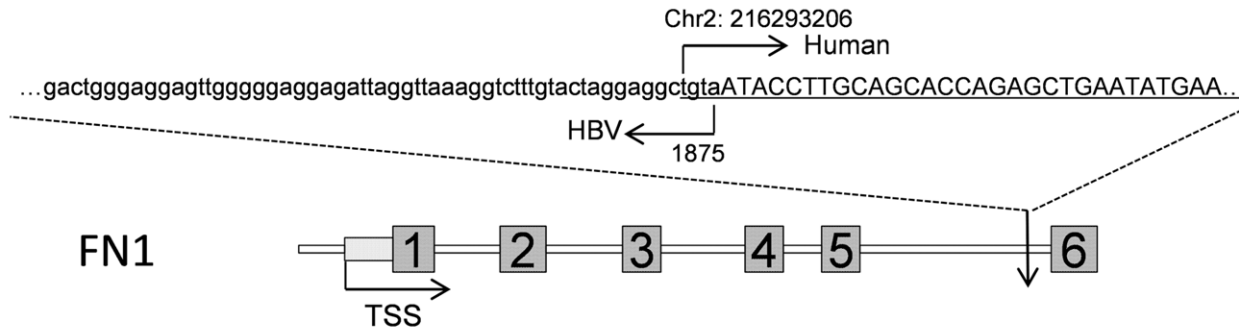 Chr2: 216293206
Human
...gactgggaggagttgggggaggagattaggttaaaggtctttgtactaggaggctgtaATACCTTGCAGCACCAGAGCTGAATATGAA...
HBV
1875
FN1
1 2 3 4 5 6
TSS